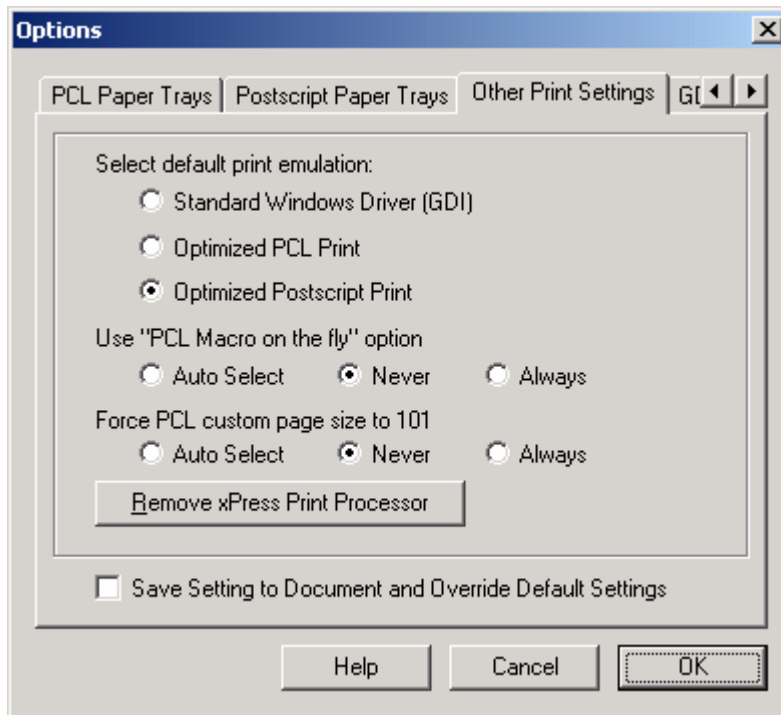 Options
PCL Paper Trays Postscript Paper Trays Other Print Settings
Select default print emulation:
Standard Windows Driver (GDI)
Optimized PCL Print
Optimized Postscript Print
Use "PCL Macro on the fly" option
Auto Select Never Always
Force PCL custom page size to 101
Auto Select Never Always
Remove xPress Print Processor
Save Setting to Document and Override Default Settings
Help Cancel OK